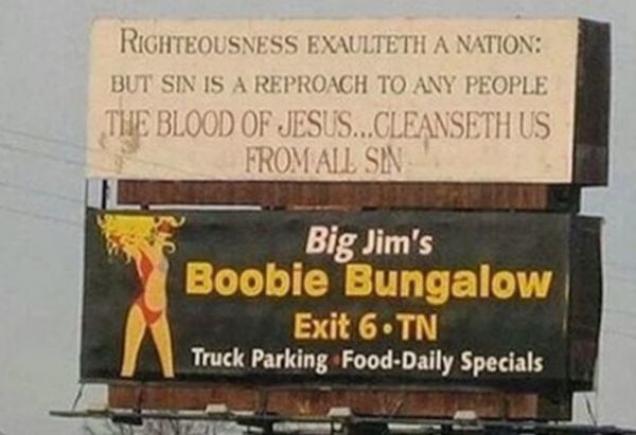 RIGHTEOUSNESS EXAULTETH A NATION:
BUT SIN IS A REPROACH TO ANY PEOPLE
THE BLOOD OF JESUS...CLEANSETH US
FROM ALL SIN
Big Jim's
Boobie Bungalow
Exit 6•TN
Truck Parking•Food-Daily Specials